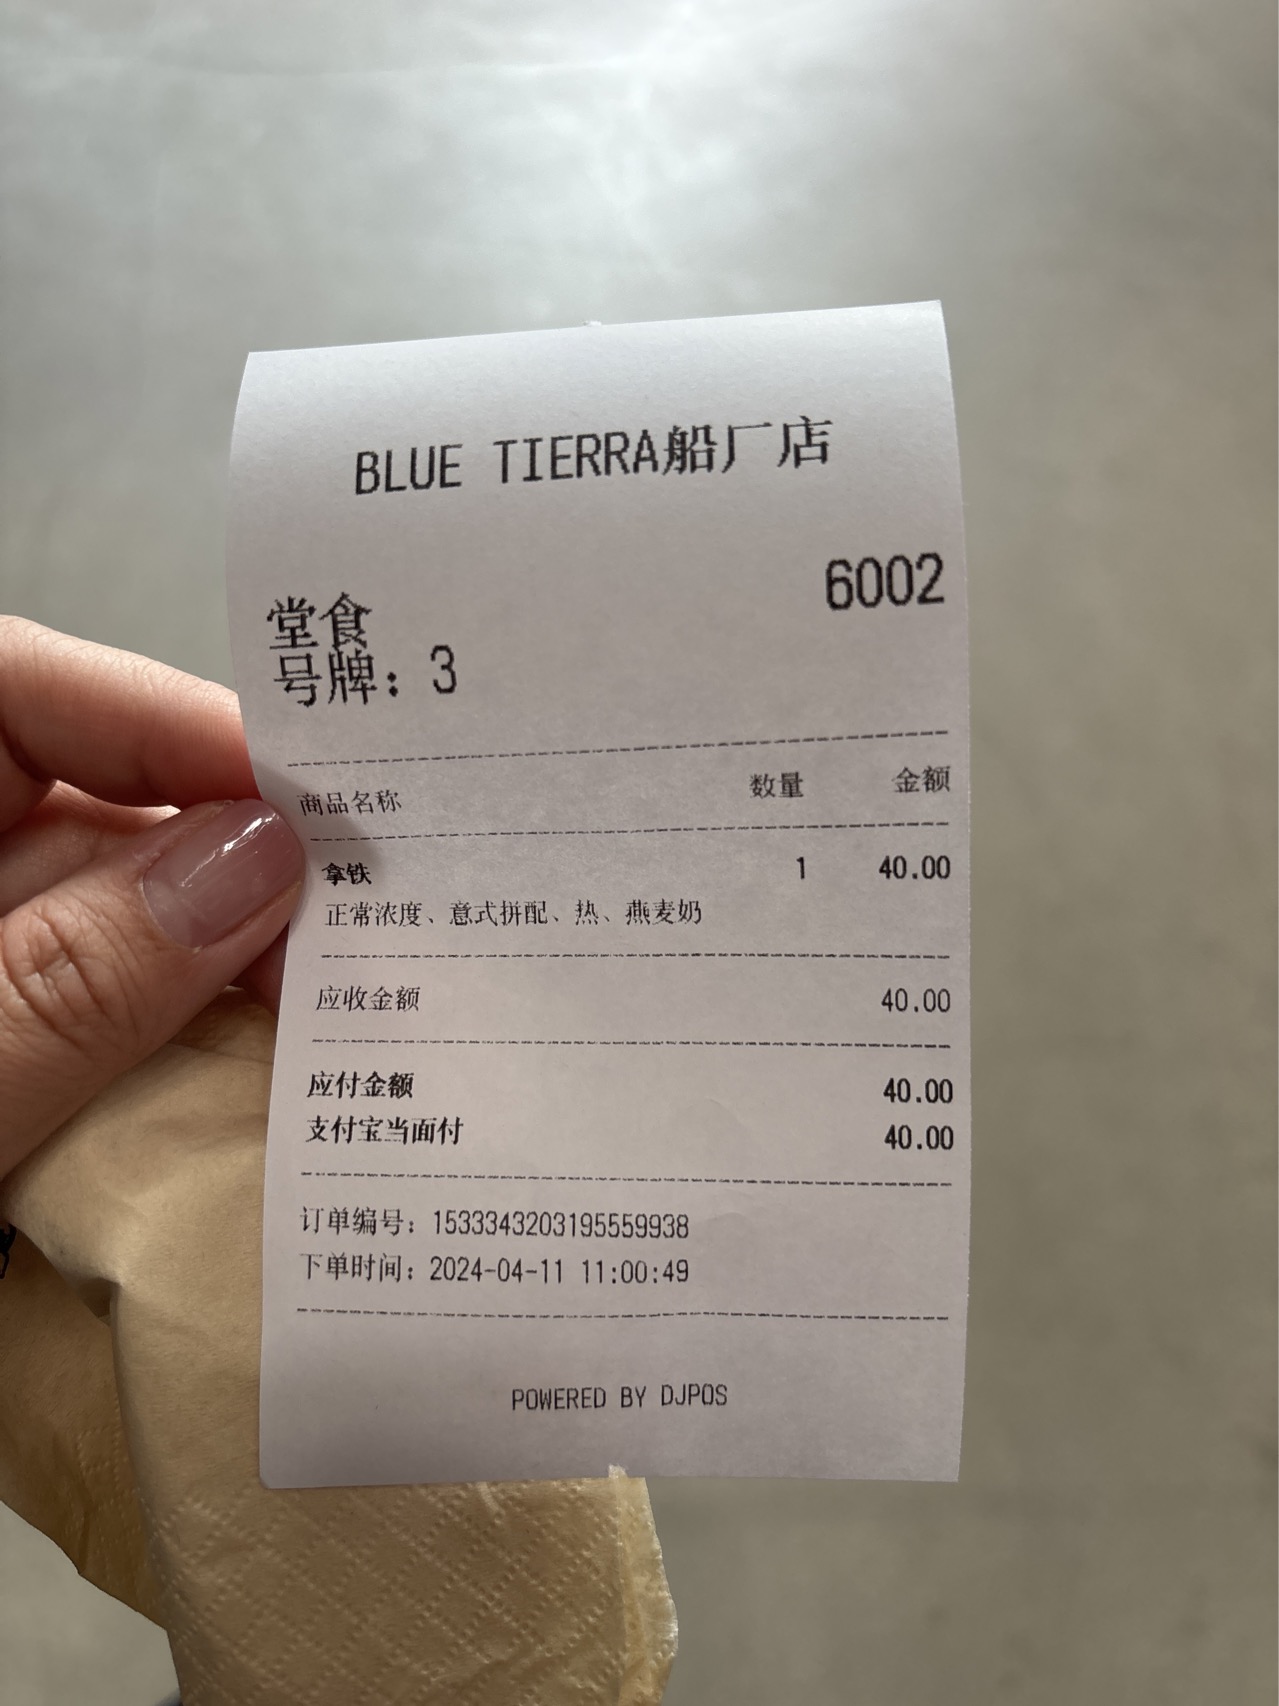 BLUE TIERRA船厂店
6002
堂食
号牌：3
商品名称 数量 金额
拿铁 1 40.00
正常浓度、意式拼配、热、燕麦奶
应收金额 40.00
应付金额 40.00
支付宝当面付 40.00
订单编号：1533343203195559938
下单时间：2024-04-11 11:00:49
POWERED BY DJPOS